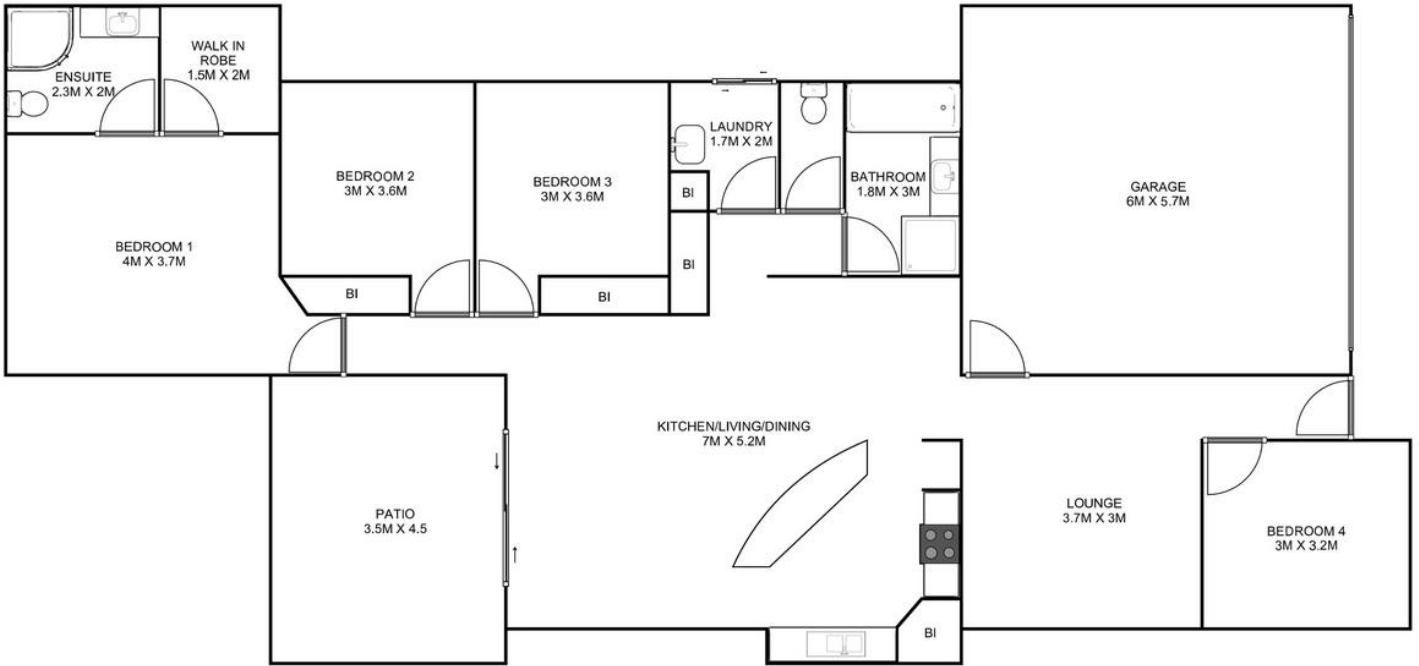 WALK IN
ROBE
1.5M X 2M
ENSUITE
2.3M X 2M
LAUNDRY
1.7M X 2M
BEDROOM 2
3M X 3.6M
BEDROOM 3
3M X 3.6M
BI
BATHROOM
1.8M X 3M
GARAGE
6M X 5.7M
BEDROOM 1
4M X 3.7M
BI
BI
BI
KITCHEN/LIVING/DINING
7M X 5.2M
PATIO
3.5M X 4.5
LOUNGE
3.7M X 3M
BEDROOM 4
3M X 3.2M
BI